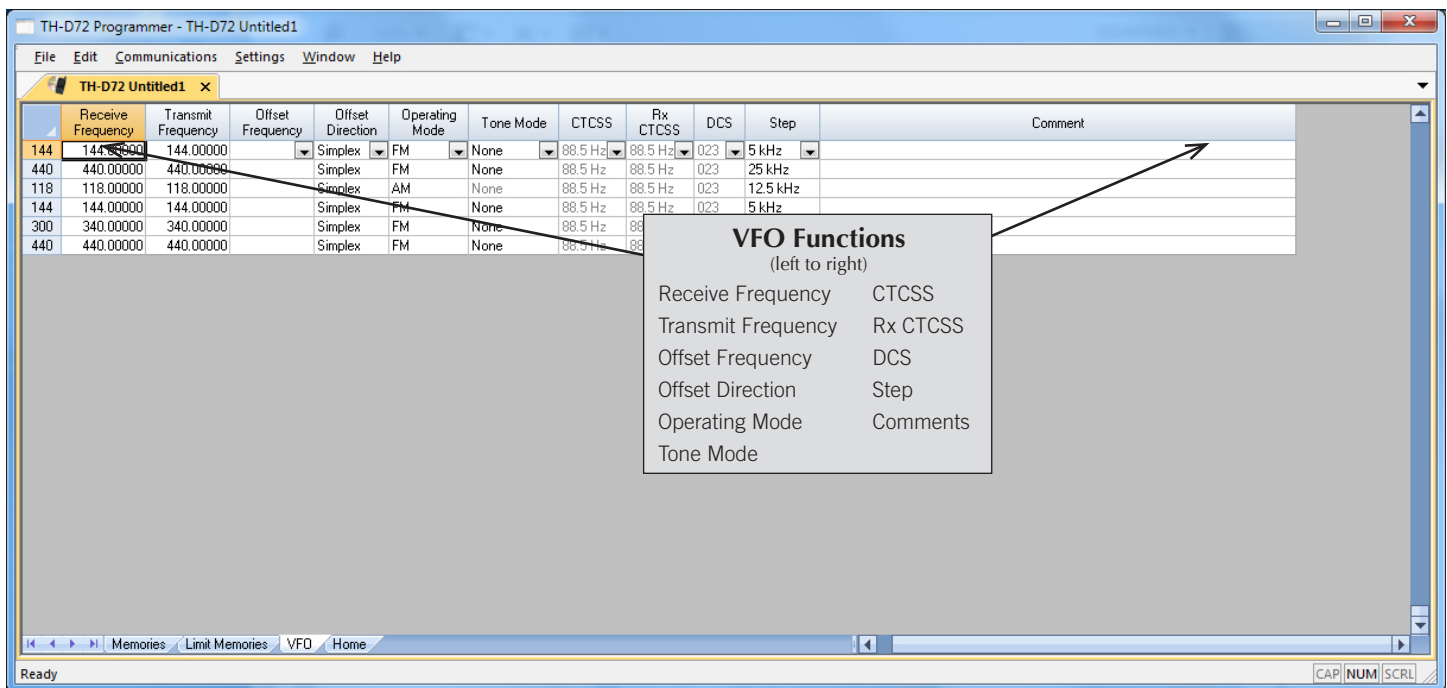 TH-D72 Programmer - TH-D72 Untitled1
File Edit Communications Settings Window Help
TH-D72 Untitled1 x
Receive Frequency Transmit Frequency Offset Frequency Offset Direction Operating Mode Tone Mode CTCSS Rx CTCSS DCS Step Comment
144 144.00000 144.00000 Simplex FM None 88.5 Hz 88.5 Hz 023 5 kHz
440 440.00000 440.00000 Simplex FM None 88.5 Hz 88.5 Hz 023 25 kHz
118 118.00000 118.00000 Simplex AM None 88.5 Hz 88.5 Hz 023 12.5 kHz
144 144.00000 144.00000 Simplex FM None 88.5 Hz 88.5 Hz 023 5 kHz
300 340.00000 340.00000 Simplex FM None 88.5 Hz 88
440 440.00000 440.00000 Simplex FM None 88.5 Hz 88
VFO Functions
(left to right)
Receive Frequency CTCSS
Transmit Frequency Rx CTCSS
Offset Frequency DCS
Offset Direction Step
Operating Mode Comments
Tone Mode
Memories Limit Memories VFO Home
Ready CAP NUM SCRL